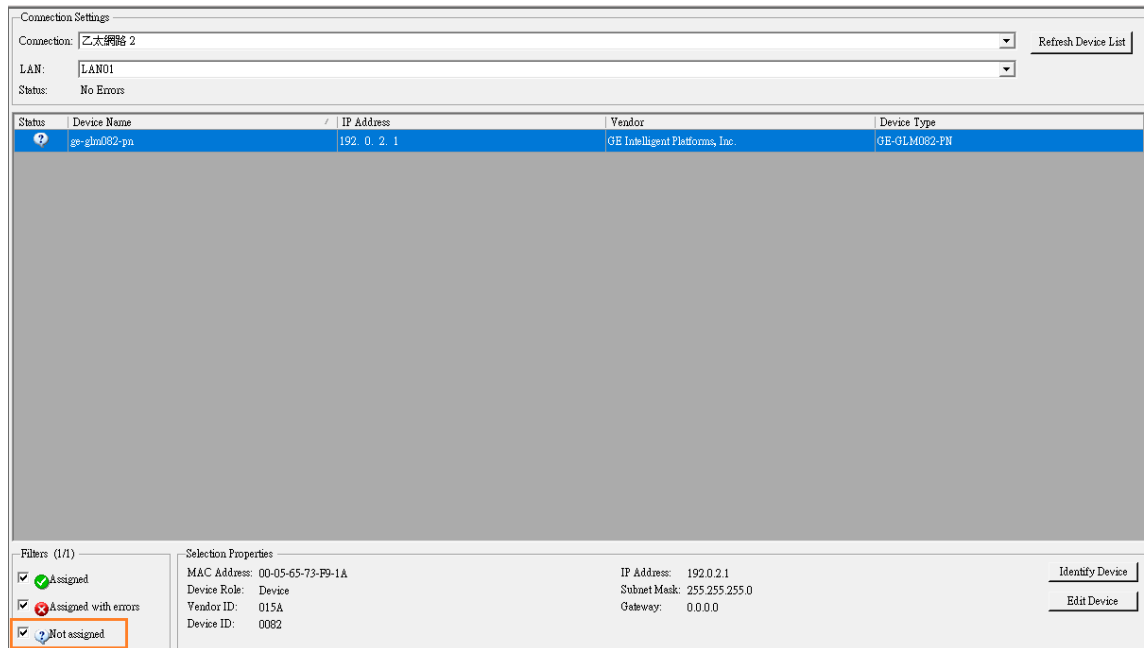 Connection Settings
Connection: 乙太網路 2 Refresh Device List
LAN: LAN01
Status: No Errors
Status Device Name IP Address Vendor Device Type
ge-glm082-pn 192. 0. 2. 1 GE Intelligent Platforms, Inc. GE-GLM082-PN
Filters (1/1)
Assigned
Assigned with errors
Not assigned
Selection Properties
MAC Address: 00-05-65-73-F9-1A IP Address: 192.0.2.1 Identify Device
Device Role: Device Subnet Mask: 255.255.255.0
Vendor ID: 015A Gateway: 0.0.0.0 Edit Device
Device ID: 0082